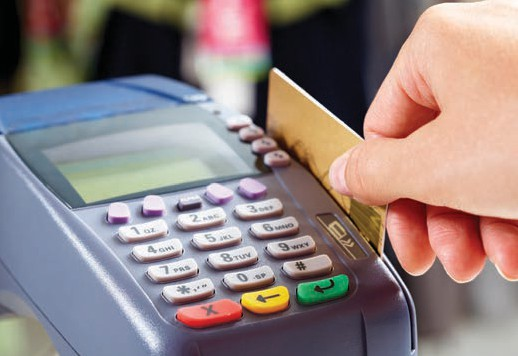 1 QZ
2 ABC
3 DEF
4 GHI
5 JKL
6 MNO
7 PRS
8 TUV
9 WXY
*,'"
0 -SP
#
X